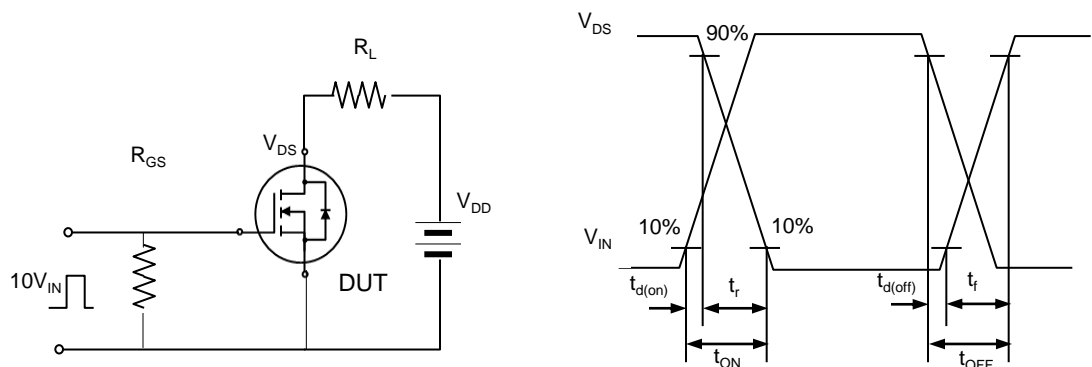 R_L
V_DS
R_GS
V_DD
10V_IN
DUT
V_DS
90%
10%
10%
V_IN
t_d(on)
t_r
t_d(off)
t_f
t_ON
t_OFF